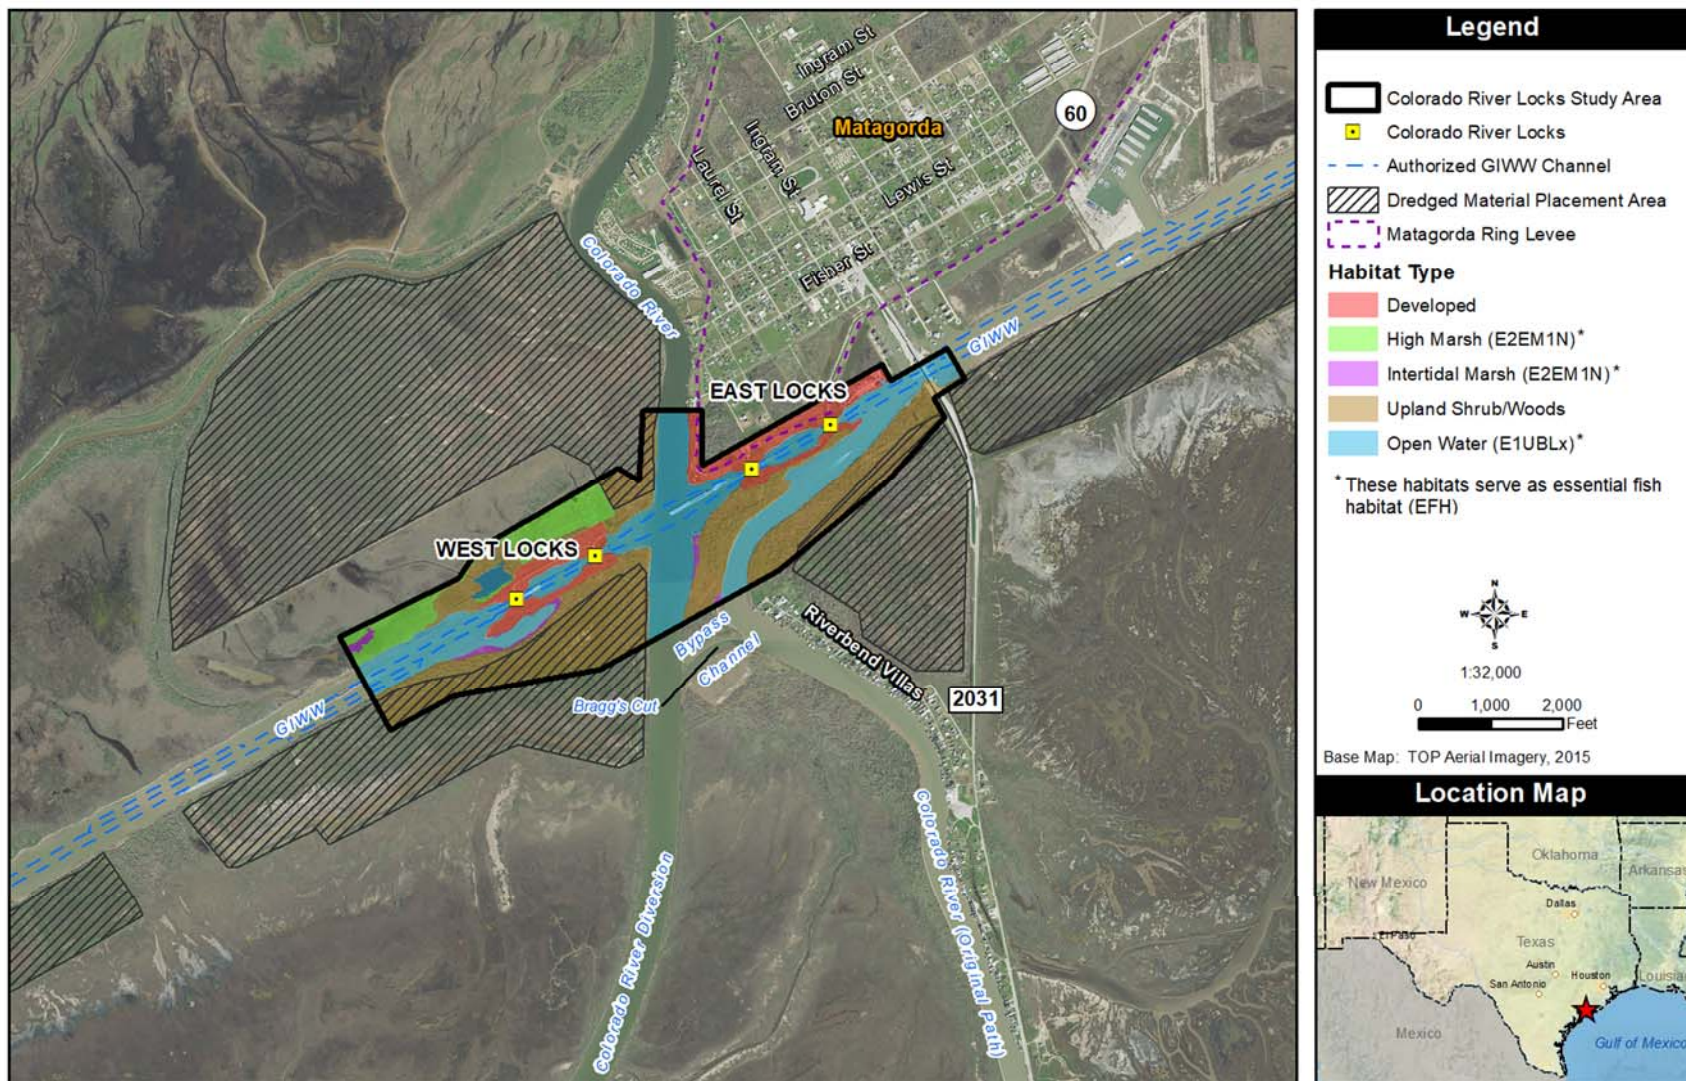 Ingram St
Bruton St
60
Matagorda
Laurel St
Ingram St
Lewis St
Fisher St
Colorado River
GIWW
EAST LOCKS
WEST LOCKS
Bypass
Channel
Riverbend Villas
Bragg's Cut
2031
GIWW
Colorado River Diversion
Colorado River (Original Path)
Legend
Colorado River Locks Study Area
Colorado River Locks
Authorized GIWW Channel
Dredged Material Placement Area
Matagorda Ring Levee
Habitat Type
Developed
High Marsh (E2EM1N)*
Intertidal Marsh (E2EM1N)*
Upland Shrub/Woods
Open Water (E1UBLx)*
* These habitats serve as essential fish
habitat (EFH)
N
W E
S
1:32,000
0 1,000 2,000
Feet
Base Map: TOP Aerial Imagery, 2015
Location Map
Oklahoma
Arkansas
New Mexico
Dallas
El Paso
Texas
Austin
Houston
San Antonio
Louisia
Mexico
Gulf of Mexico